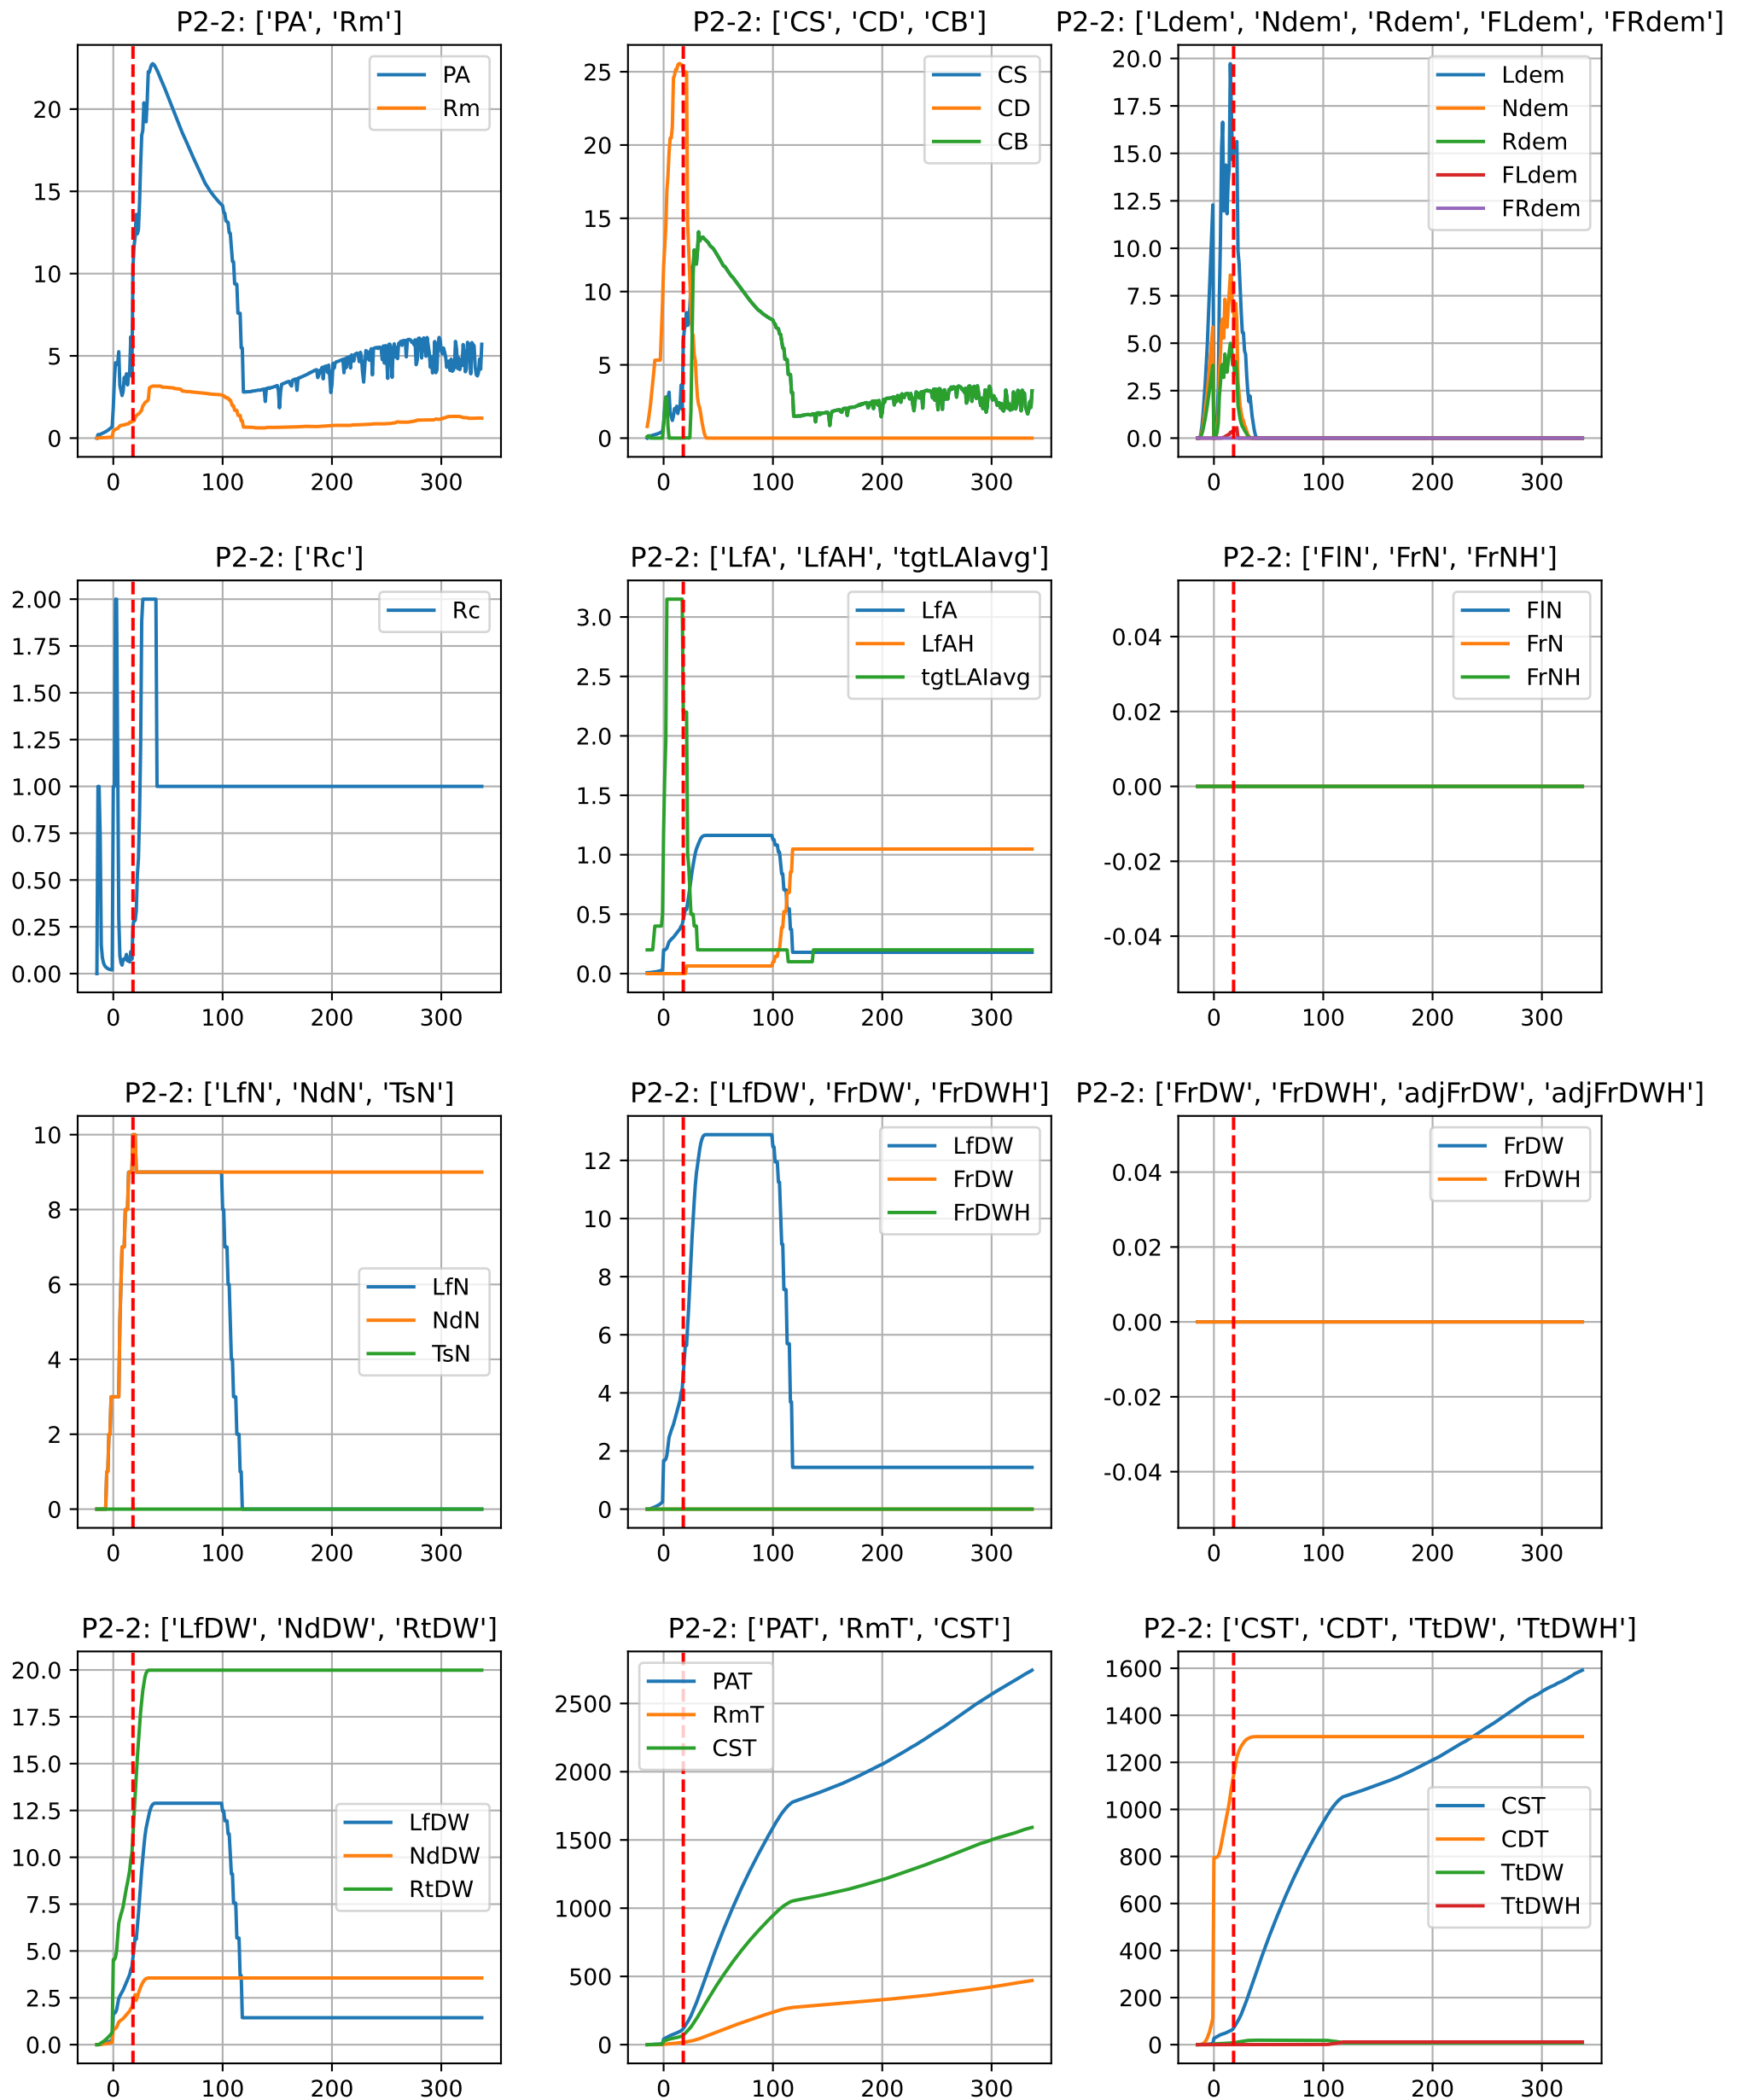 P2-2: ['PA', 'Rm']
20
15
10
5
0
0 100 200 300
PA
Rm
P2-2: ['CS', 'CD', 'CB']
25
20
15
10
5
0
0 100 200 300
CS
CD
CB
P2-2: ['Ldem', 'Ndem', 'Rdem', 'FLdem', 'FRdem']
20.0
17.5
15.0
12.5
10.0
7.5
5.0
2.5
0.0
0 100 200 300
Ldem
Ndem
Rdem
FLdem
FRdem
P2-2: ['Rc']
2.00
1.75
1.50
1.25
1.00
0.75
0.50
0.25
0.00
0 100 200 300
Rc
P2-2: ['LfA', 'LfAH', 'tgtLAIavg']
3.0
2.5
2.0
1.5
1.0
0.5
0.0
0 100 200 300
LfA
LfAH
tgtLAIavg
P2-2: ['FlN', 'FrN', 'FrNH']
0.04
0.02
0.00
-0.02
-0.04
0 100 200 300
FlN
FrN
FrNH
P2-2: ['LfN', 'NdN', 'TsN']
10
8
6
4
2
0
0 100 200 300
LfN
NdN
TsN
P2-2: ['LfDW', 'FrDW', 'FrDWH']
12
10
8
6
4
2
0
0 100 200 300
LfDW
FrDW
FrDWH
P2-2: ['FrDW', 'FrDWH', 'adjFrDW', 'adjFrDWH']
0.04
0.02
0.00
-0.02
-0.04
0 100 200 300
FrDW
FrDWH
P2-2: ['LfDW', 'NdDW', 'RtDW']
20.0
17.5
15.0
12.5
10.0
7.5
5.0
2.5
0.0
0 100 200 300
LfDW
NdDW
RtDW
P2-2: ['PAT', 'RmT', 'CST']
2500
2000
1500
1000
500
0
0 100 200 300
PAT
RmT
CST
P2-2: ['CST', 'CDT', 'TtDW', 'TtDWH']
1600
1400
1200
1000
800
600
400
200
0
0 100 200 300
CST
CDT
TtDW
TtDWH